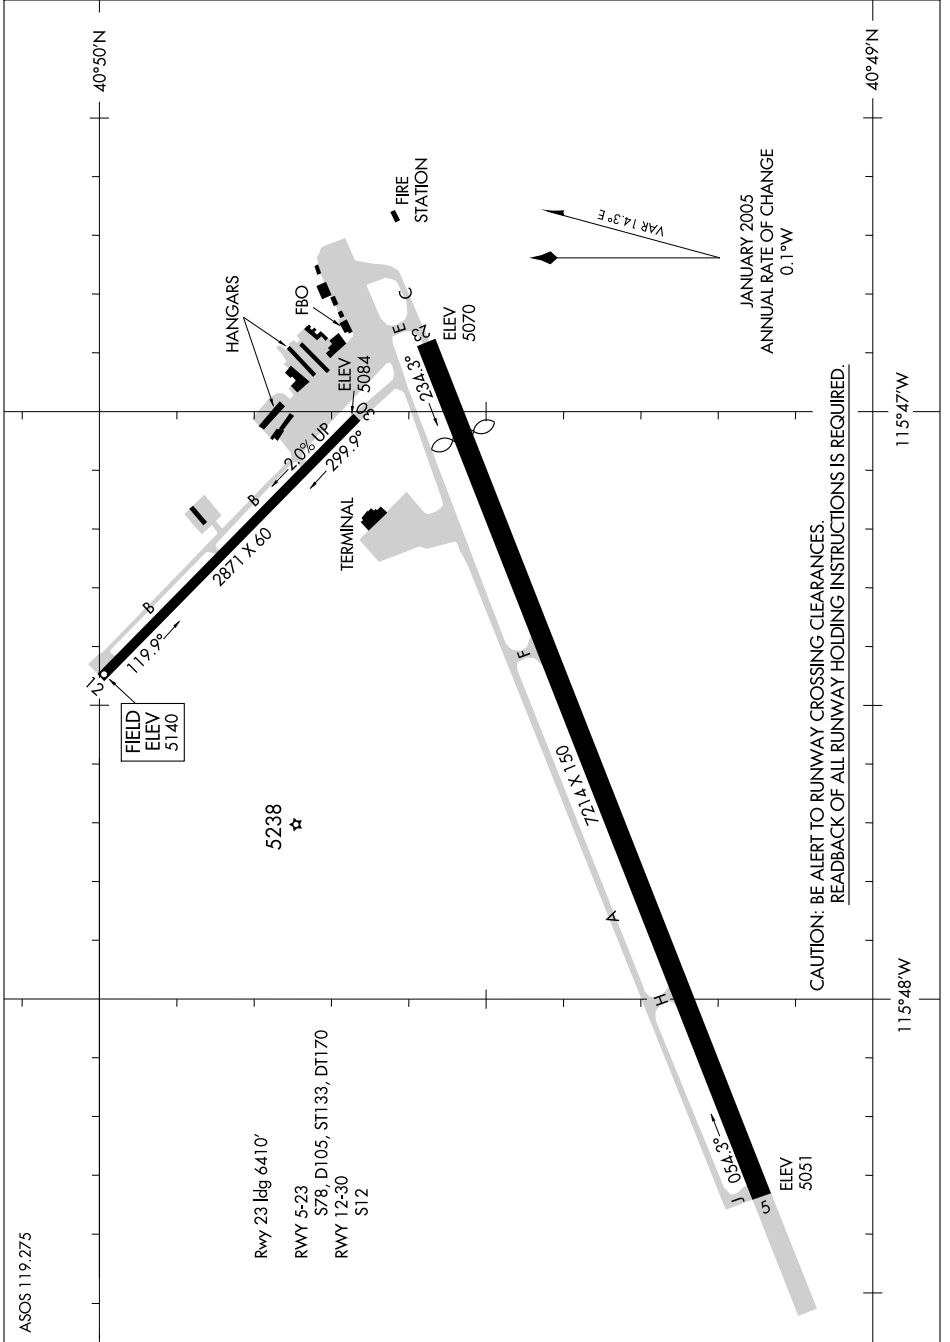 ASOS 119.275
40°50'N
40°49'N
115°47'W
115°48'W
HANGARS
FBO
FIRE
STATION
ELEV
5084
TERMINAL
2.0% UP
299.9°
30
B
2871 X 60
B
119.9°
12
FIELD
ELEV
5140
5238
C
E
23
ELEV
5070
234.3°
F
7214 X 150
A
H
J
054.3°
5
ELEV
5051
VAR 14.3° E
JANUARY 2005
ANNUAL RATE OF CHANGE
0.1°W
Rwy 23 ldg 6410'
RWY 5-23
S78, D105, ST133, DT170
RWY 12-30
S12
CAUTION: BE ALERT TO RUNWAY CROSSING CLEARANCES.
READBACK OF ALL RUNWAY HOLDING INSTRUCTIONS IS REQUIRED.